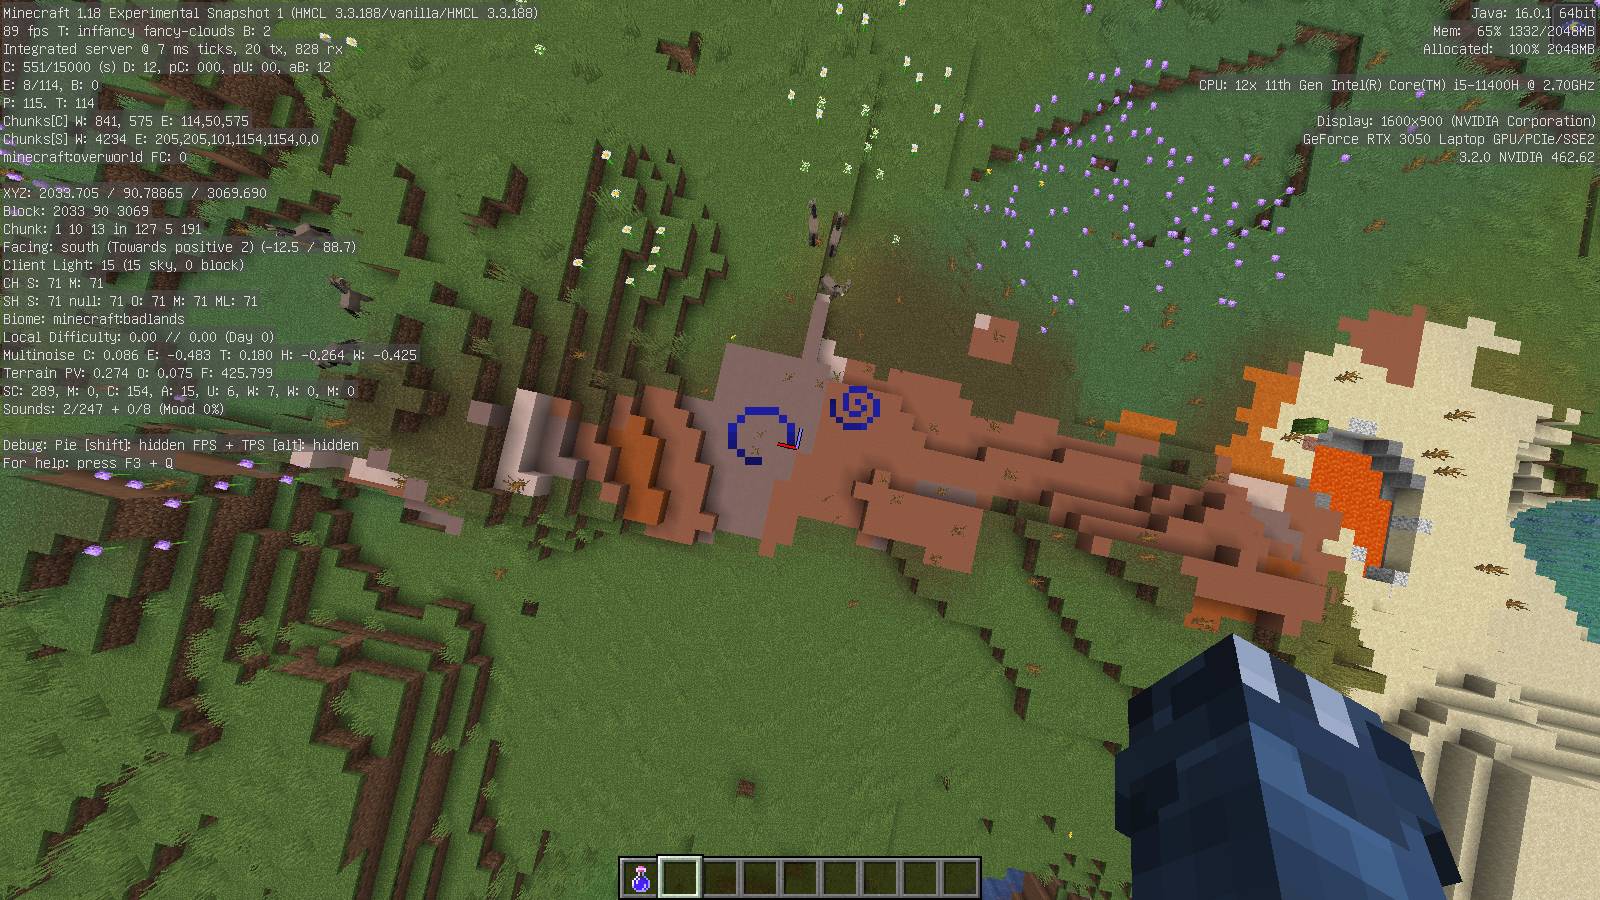 Minecraft 1.18 Experimental Snapshot 1 (HMCL 3.3.188/vanilla/HMCL 3.3.188)
89 fps T: inffancy fancy-clouds B: 2
Integrated server @ 7 ms ticks, 20 tx, 828 rx
C: 551/15000 (s) D: 12, pC: 000, pU: 00, aB: 12
E: 8/114, B: 0
P: 115. T: 114
Chunks[C] W: 841, 575 E: 114,50,575
Chunks[S] W: 4234 E: 205,205,101,1154,1154,0,0
minecraft:overworld FC: 0
XYZ: 2033.705 / 90.78865 / 3069.690
Block: 2033 90 3069
Chunk: 1 10 13 in 127 5 191
Facing: south (Towards positive Z) (-12.5 / 88.7)
Client Light: 15 (15 sky, 0 block)
CH S: 71 M: 71
SH S: 71 null: 71 O: 71 M: 71 ML: 71
Biome: minecraft:badlands
Local Difficulty: 0.00 // 0.00 (Day 0)
Multinoise C: 0.086 E: -0.483 T: 0.180 H: -0.264 W: -0.425
Terrain PV: 0.274 O: 0.075 F: 425.799
SC: 289, M: 0, C: 154, A: 15, U: 6, W: 7, W: 0, M: 0
Sounds: 2/247 + 0/8 (Mood 0%)
Debug: Pie [shift]: hidden FPS + TPS [alt]: hidden
For help: press F3 + Q
Java: 16.0.1 64bit
Mem: 65% 1332/2048MB
Allocated: 100% 2048MB
CPU: 12x 11th Gen Intel(R) Core(TM) i5-11400H @ 2.70GHz
Display: 1600x900 (NVIDIA Corporation)
GeForce RTX 3050 Laptop GPU/PCIe/SSE2
3.2.0 NVIDIA 462.62